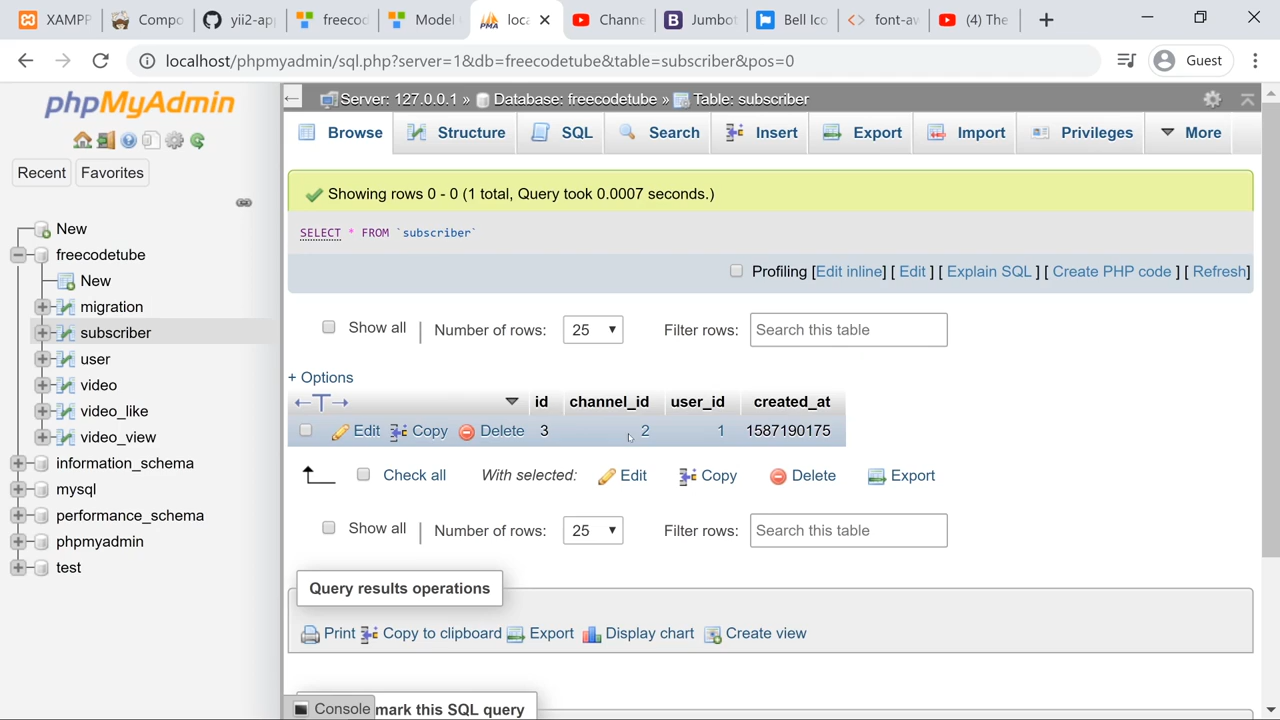 XAMPP
Compo
yii2-ap
freecod
Model
loca
Channe
Jumbot
Bell Ico
font-aw
(4) The
localhost/phpmyadmin/sql.php?server=1&db=freecodetube&table=subscriber&pos=0
Guest
phpMyAdmin
Recent
Favorites
New
freecodetube
New
migration
subscriber
user
video
video_like
video_view
information_schema
mysql
performance_schema
phpmyadmin
test
Server: 127.0.0.1 » Database: freecodetube » Table: subscriber
Browse Structure SQL Search Insert Export Import Privileges More
Showing rows 0 - 0 (1 total, Query took 0.0007 seconds.)
SELECT * FROM `subscriber`
Profiling [Edit inline] [ Edit ] [ Explain SQL ] [ Create PHP code ] [ Refresh]
Show all Number of rows: 25 Filter rows: Search this table
+ Options
id channel_id user_id created_at
Edit Copy Delete 3 2 1 1587190175
Check all With selected: Edit Copy Delete Export
Show all Number of rows: 25 Filter rows: Search this table
Query results operations
Print Copy to clipboard Export Display chart Create view
Console mark this SQL query